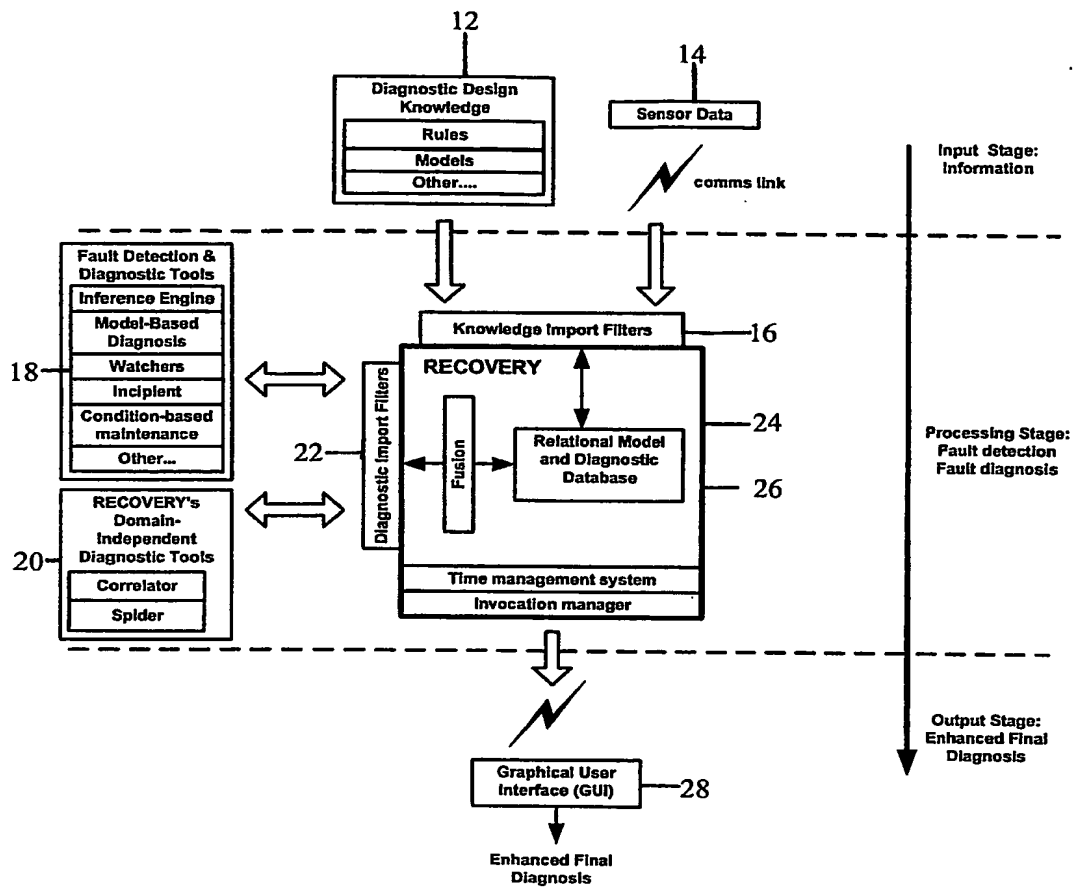 12
14
Diagnostic Design
Knowledge
Rules
Models
Other....
Sensor Data
comms link
Input Stage:
Information
Fault Detection &
Diagnostic Tools
Inference Engine
Model-Based
Diagnosis
Watchers
Incipient
Condition-based
maintenance
Other...
18
RECOVERY's
Domain-
Independent
Diagnostic Tools
Correlator
Spider
20
Knowledge Import Filters
16
RECOVERY
Diagnostic Import Filters
22
Fusion
Relational Model
and Diagnostic
Database
24
26
Time management system
Invocation manager
Processing Stage:
Fault detection
Fault diagnosis
Graphical User
Interface (GUI)
28
Enhanced Final
Diagnosis
Output Stage:
Enhanced Final
Diagnosis